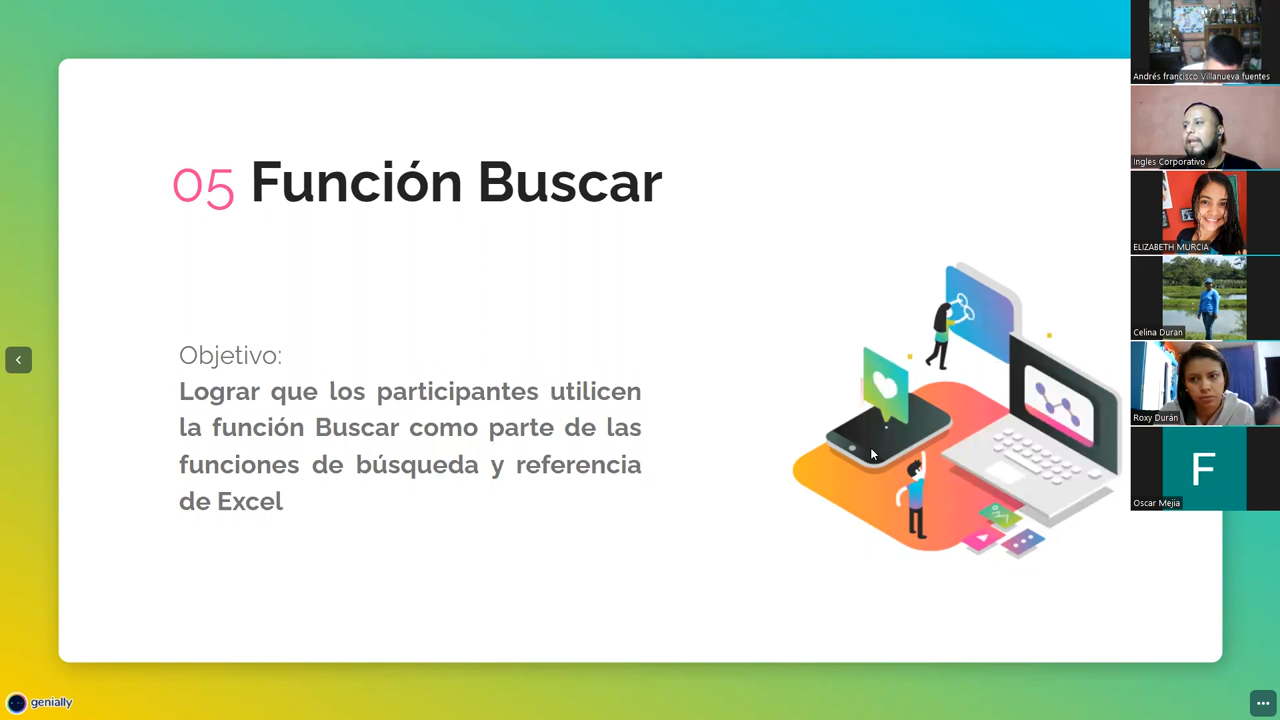 05 Función Buscar
Objetivo:
Lograr que los participantes utilicen
la función Buscar como parte de las
funciones de búsqueda y referencia
de Excel
genially
Andrés francisco Villanueva fuentes
Ingles Corporativo
ELIZABETH MURCIA
Celina Duran
Roxy Durán
F
Oscar Mejia